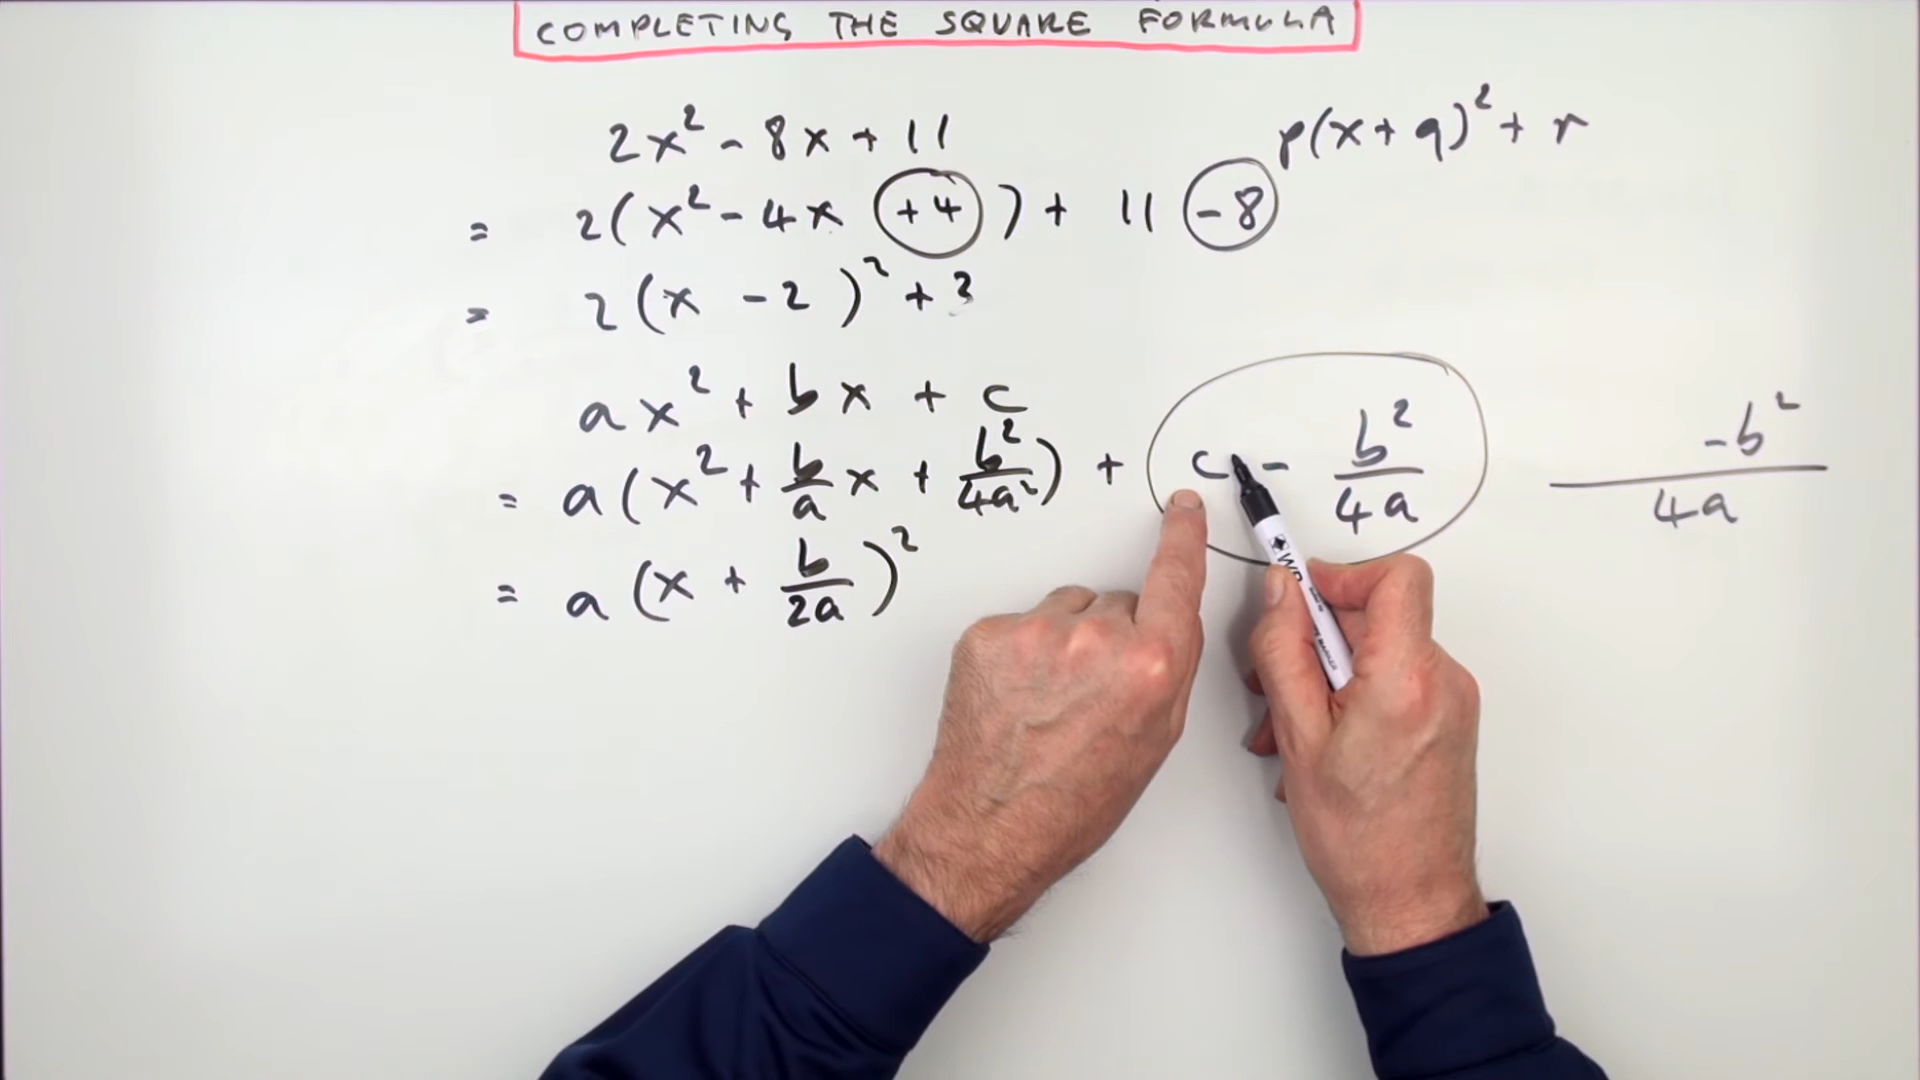 COMPLETING THE SQUARE FORMULA
2x² - 8x + 11
p(x + q)² + r
= 2(x² - 4x +4) + 11 -8
= 2(x - 2)² + 3
ax² + bx + c
= a(x² + b/a x + b²/4a²) + c - b²/4a
-b²/4a
= a(x + b/2a)²